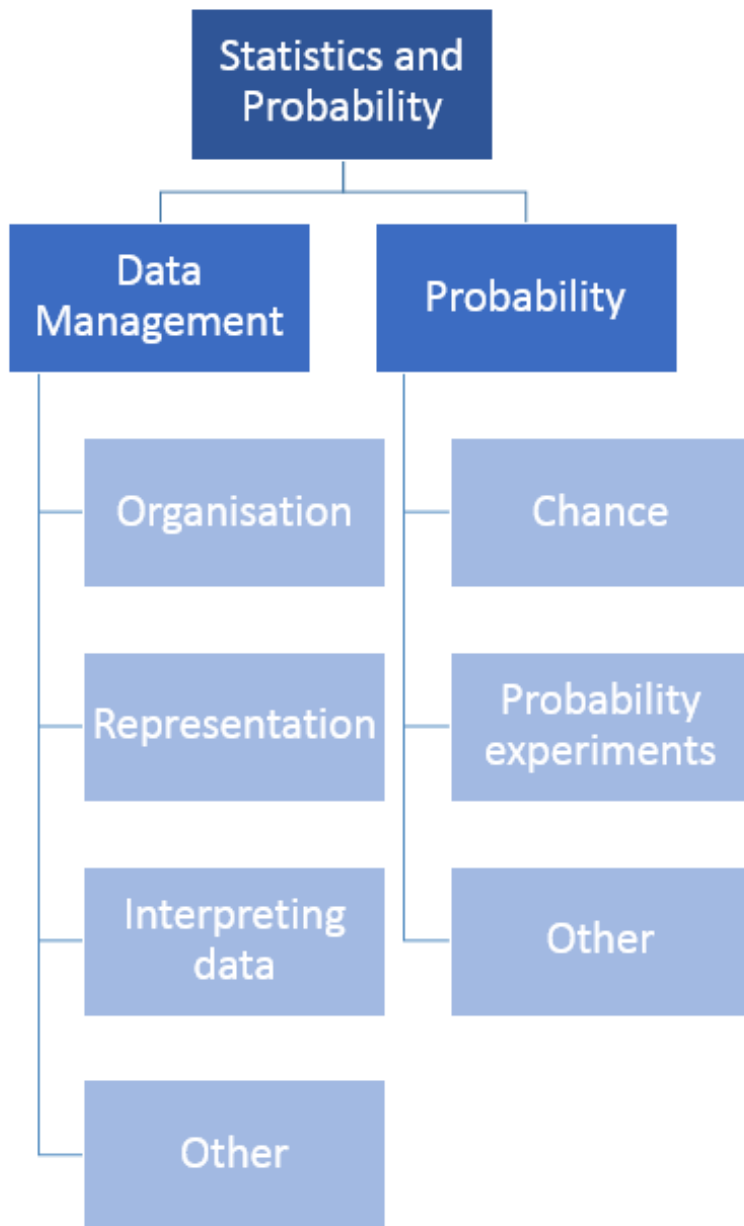 Statistics and
Probability
Data
Management
Probability
Organisation
Chance
Representation
Probability
experiments
Interpreting
data
Other
Other